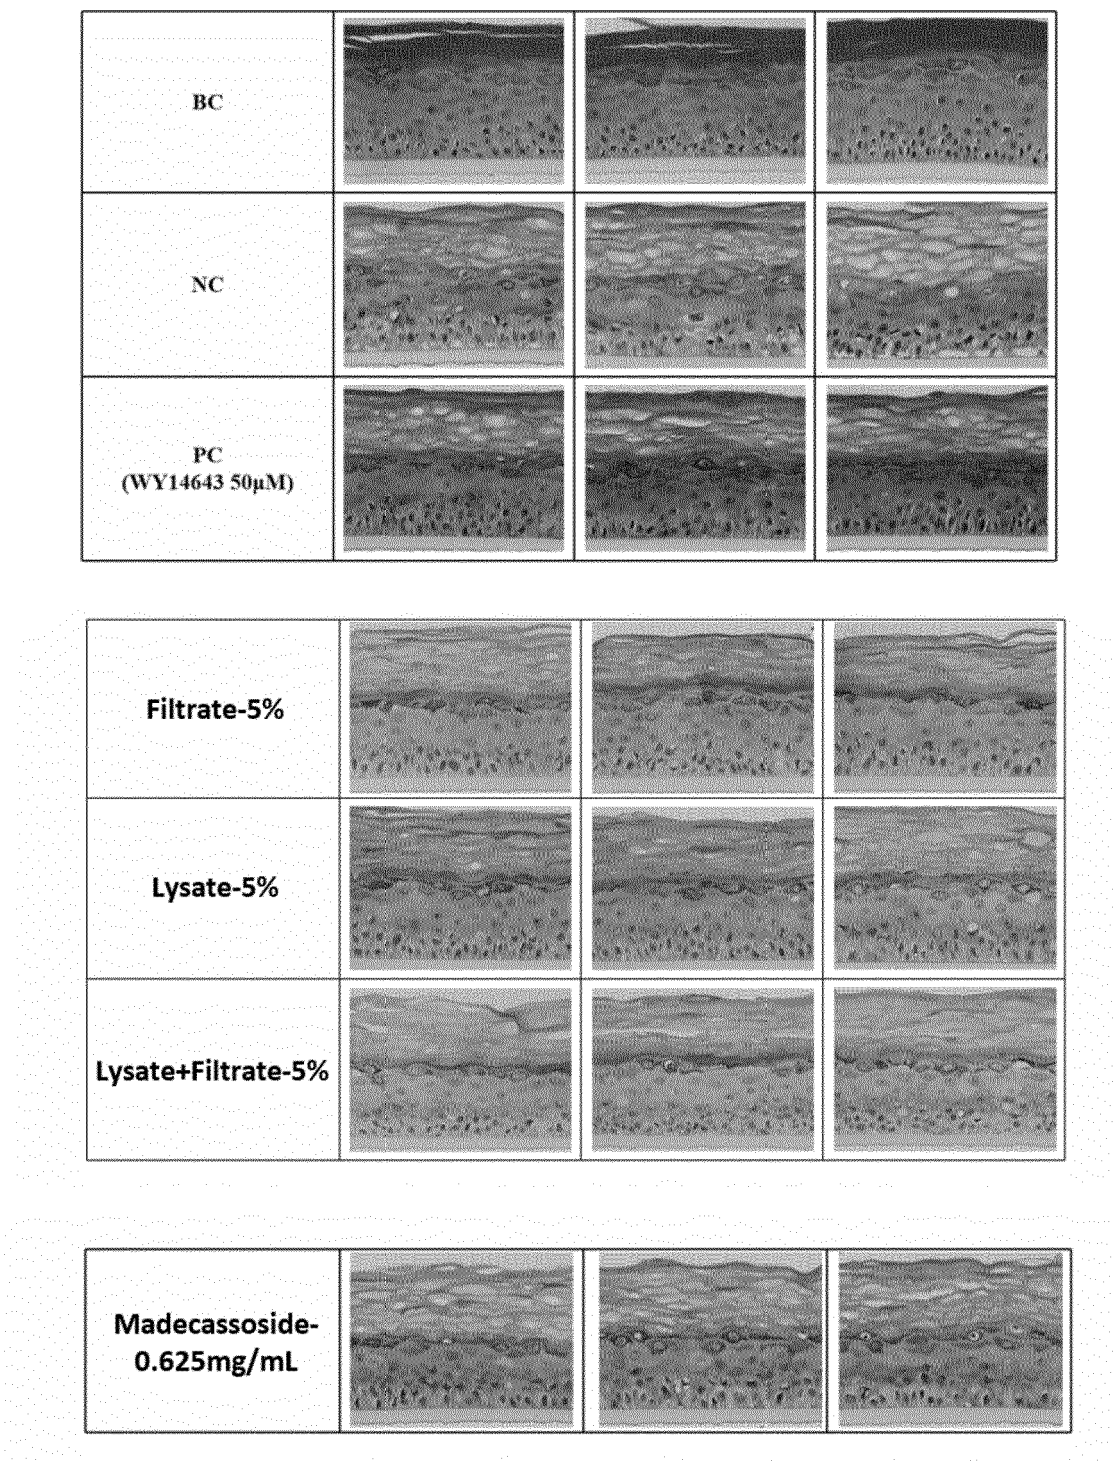 BC
NC
PC
(WY14643 50μM)
Filtrate-5%
Lysate-5%
Lysate+Filtrate-5%
Madecassoside-
0.625mg/mL